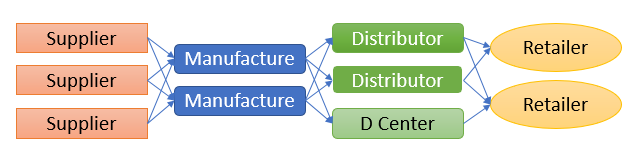 Supplier
Supplier
Supplier
Manufacture
Manufacture
Distributor
Distributor
D Center
Retailer
Retailer